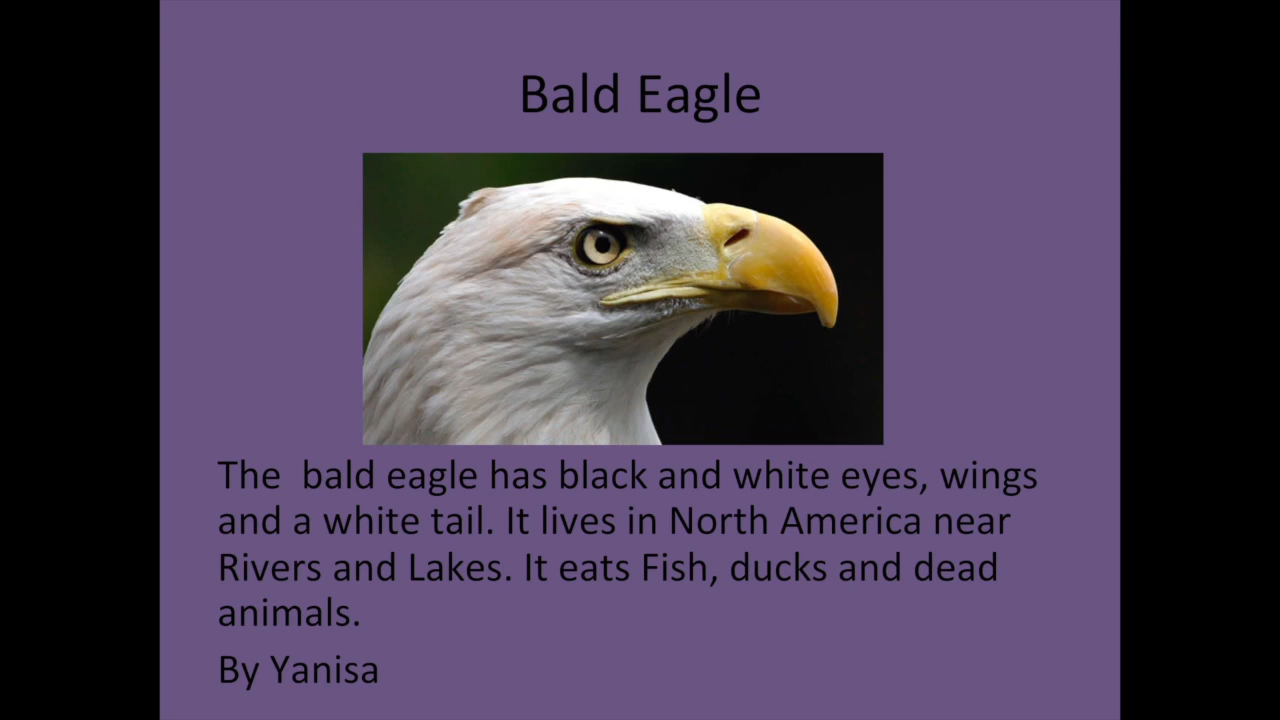 Bald Eagle
The  bald eagle has black and white eyes, wings
and a white tail. It lives in North America near
Rivers and Lakes. It eats Fish, ducks and dead
animals.
By Yanisa